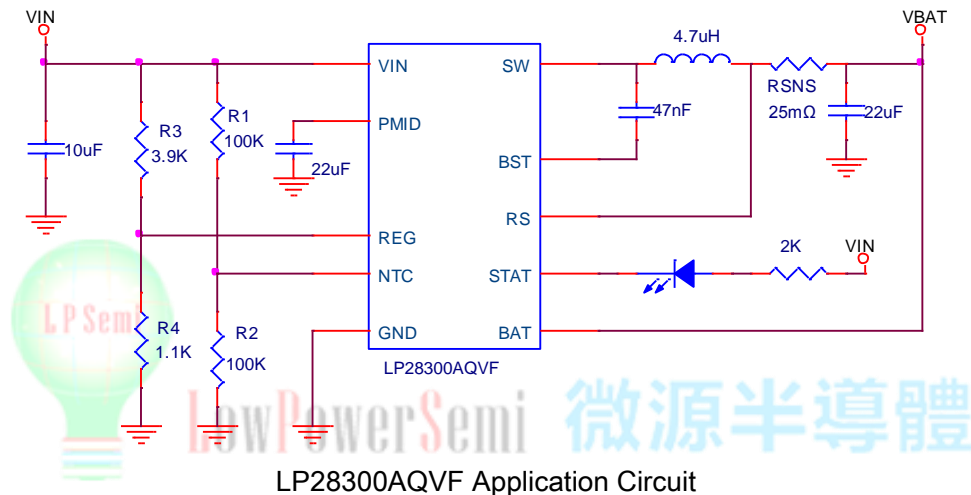 VIN
VBAT
4.7uH
VIN
SW
RSNS
25mΩ
22uF
10uF
R3
3.9K
R1
100K
PMID
22uF
47nF
BST
RS
REG
NTC
STAT
2K
VIN
GND
BAT
R4
1.1K
R2
100K
LP28300AQVF
LP Semi
LowPowerSemi 微源半導體
LP28300AQVF Application Circuit